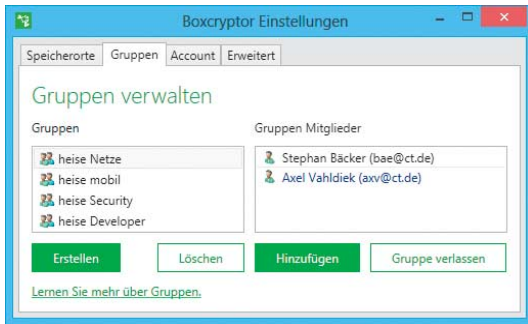 Boxcryptor Einstellungen
Speicherorte Gruppen Account Erweitert
Gruppen verwalten
Gruppen
heise Netze
heise mobil
heise Security
heise Developer
Gruppen Mitglieder
Stephan Bäcker (bae@ct.de)
Axel Vahldiek (axv@ct.de)
Erstellen Löschen Hinzufügen Gruppe verlassen
Lernen Sie mehr über Gruppen.